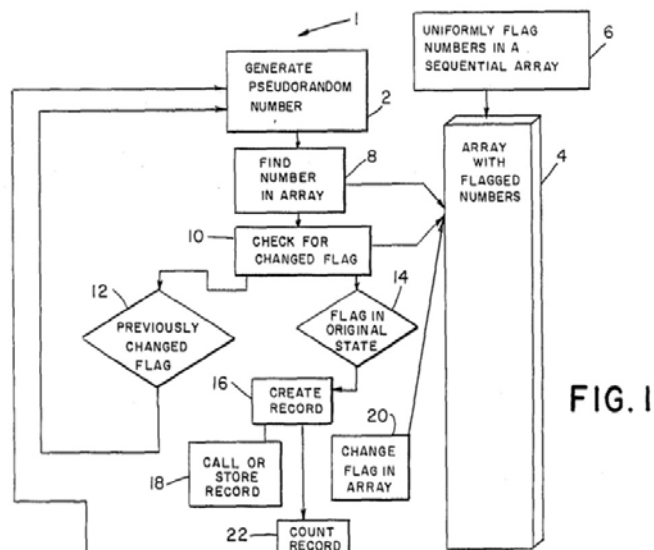 1
GENERATE
PSEUDORANDOM
NUMBER
2
UNIFORMLY FLAG
NUMBERS IN A
SEQUENTIAL ARRAY
6
FIND
NUMBER
IN ARRAY
8
ARRAY
WITH
FLAGGED
NUMBERS
4
10
CHECK FOR
CHANGED FLAG
12
PREVIOUSLY
CHANGED
FLAG
14
FLAG IN
ORIGINAL
STATE
16
CREATE
RECORD
FIG. 1
18
CALL OR
STORE
RECORD
20
CHANGE
FLAG IN
ARRAY
22
COUNT
RECORD